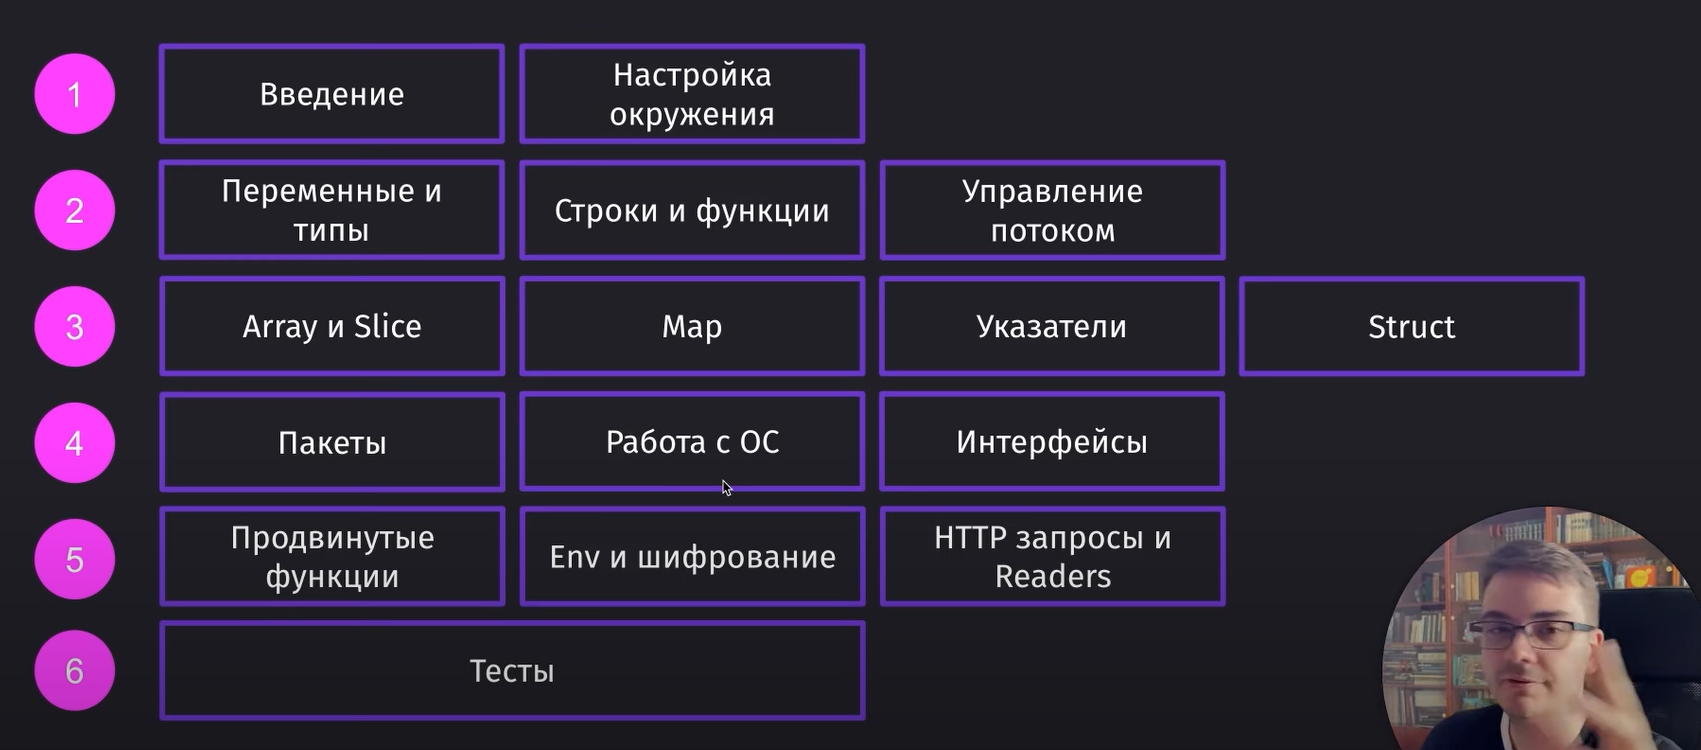 1
Введение
Настройка
окружения
2
Переменные и
типы
Строки и функции
Управление
потоком
3
Array и Slice
Map
Указатели
Struct
4
Пакеты
Работа с ОС
Интерфейсы
5
Продвинутые
функции
Env и шифрование
HTTP запросы и
Readers
6
Тесты